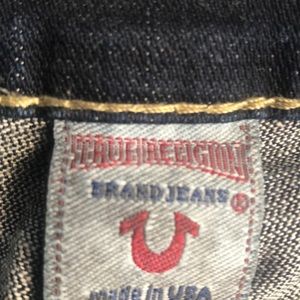 TRUE RELIGION
BRAND JEANS ®
made in USA